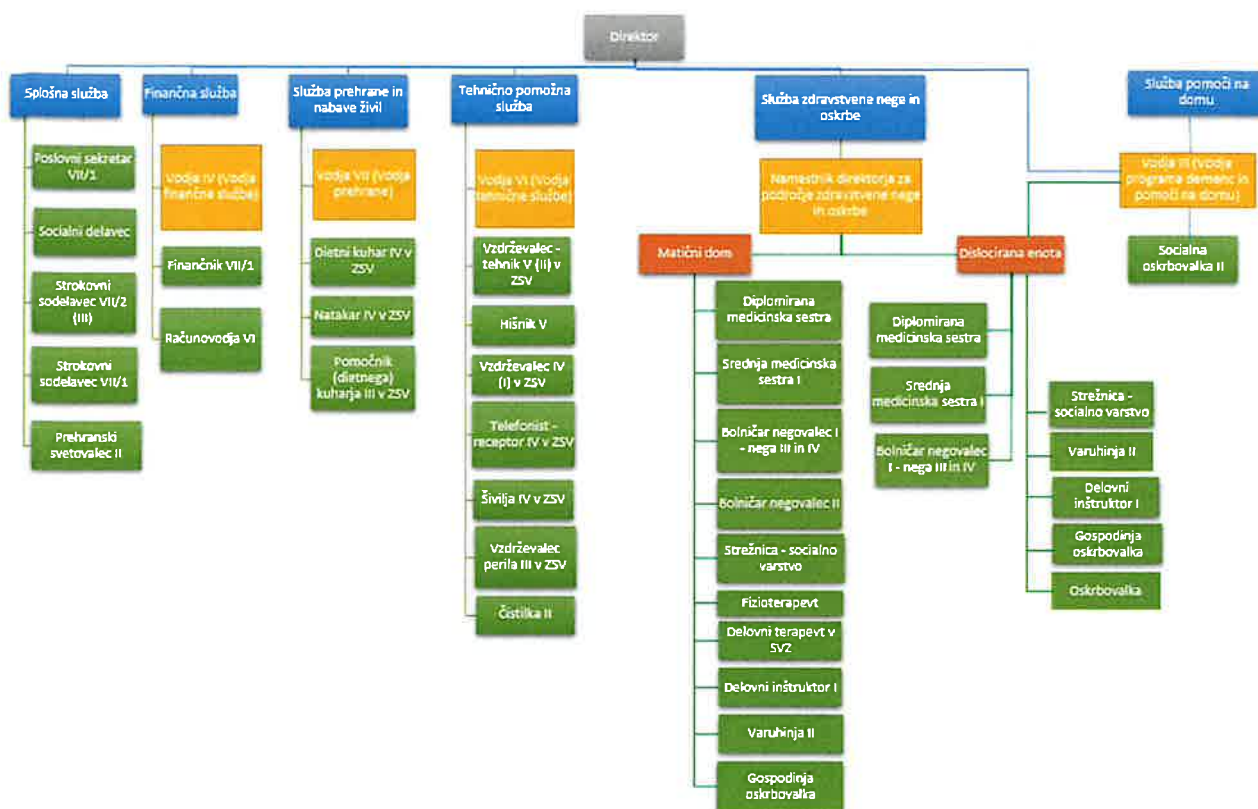 Direktor
Splošna služba
Finančna služba
Služba prehrane in
nabave živil
Tehnično pomožna
služba
Služba zdravstvene nege in
oskrbe
Služba pomoči na
domu
Poslovni sekretar
VII/1
Socialni delavec
Strokovni
sodelavec VII/2
(III)
Strokovni
sodelavec VII/1
Prehranski
svetovalec II
Vodja IV (Vodja
finančne službe)
Finančnik VII/1
Računovodja VI
Vodja VII (Vodja
prehrane)
Dietni kuhar IV v
ZSV
Natakar IV v ZSV
Pomočnik
(dietnega)
kuharja III v ZSV
Vodja VI (Vodja
tehnične službe)
Vzdrževalec -
tehnik V (II) v
ZSV
Hišnik V
Vzdrževalec IV
(I) v ZSV
Telefonist -
receptor IV v ZSV
Šivilja IV v ZSV
Vzdrževalec
perila III v ZSV
Čistilka II
Namestnik direktorja za
področje zdravstvene nege
in oskrbe
Matični dom
Diplomirana
medicinska sestra
Srednja medicinska
sestra I
Bolničar negovalec I
- nega III in IV
Bolničar negovalec II
Strežnica - socialno
varstvo
Fizioterapevt
Delovni terapevt v
SVZ
Delovni inštruktor I
Varuhinja II
Gospodinja
oskrbovalka
Dislocirana enota
Diplomirana
medicinska sestra
Srednja
medicinska sestra I
Bolničar negovalec
I - nega III in IV
Strežnica -
socialno varstvo
Varuhinja II
Delovni
inštruktor I
Gospodinja
oskrbovalka
Oskrbovalka
Vodja III (Vodja
programa demenc in
pomoči na domu)
Socialna
oskrbovalka II